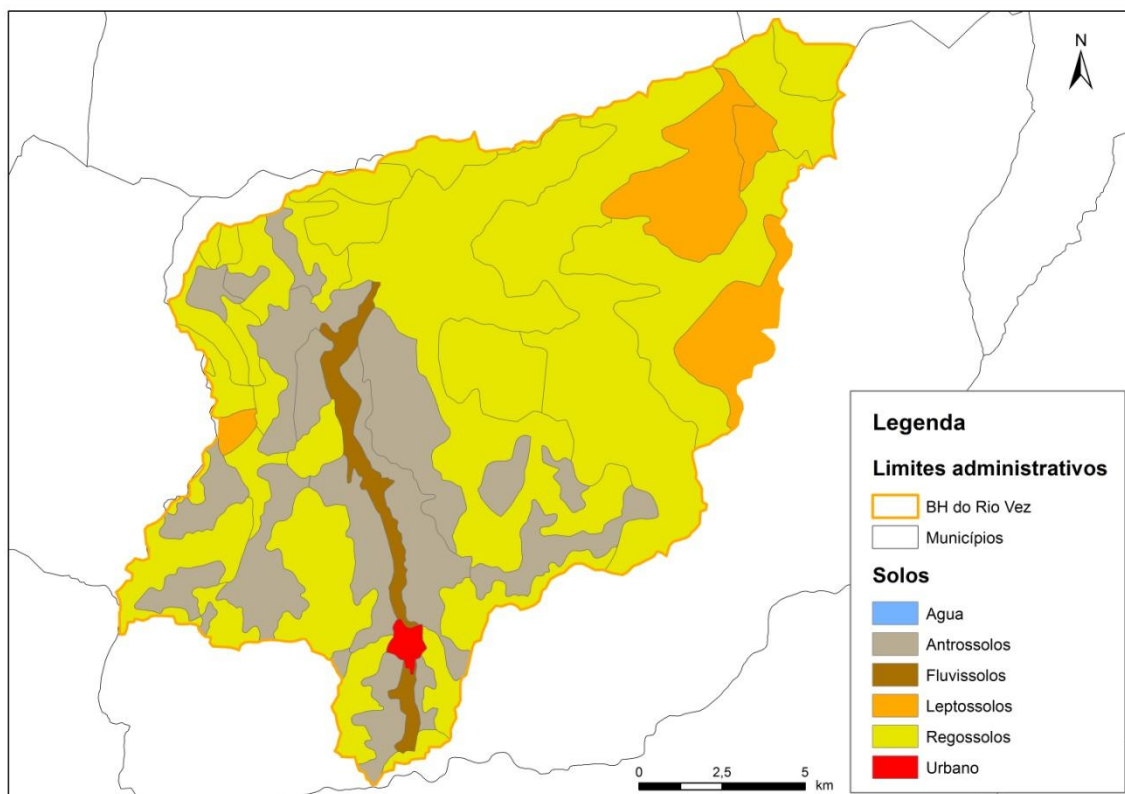 N
Legenda
Limites administrativos
BH do Rio Vez
Municípios
Solos
Agua
Antrossolos
Fluvissolos
Leptossolos
Regossolos
Urbano
0 2,5 5
km